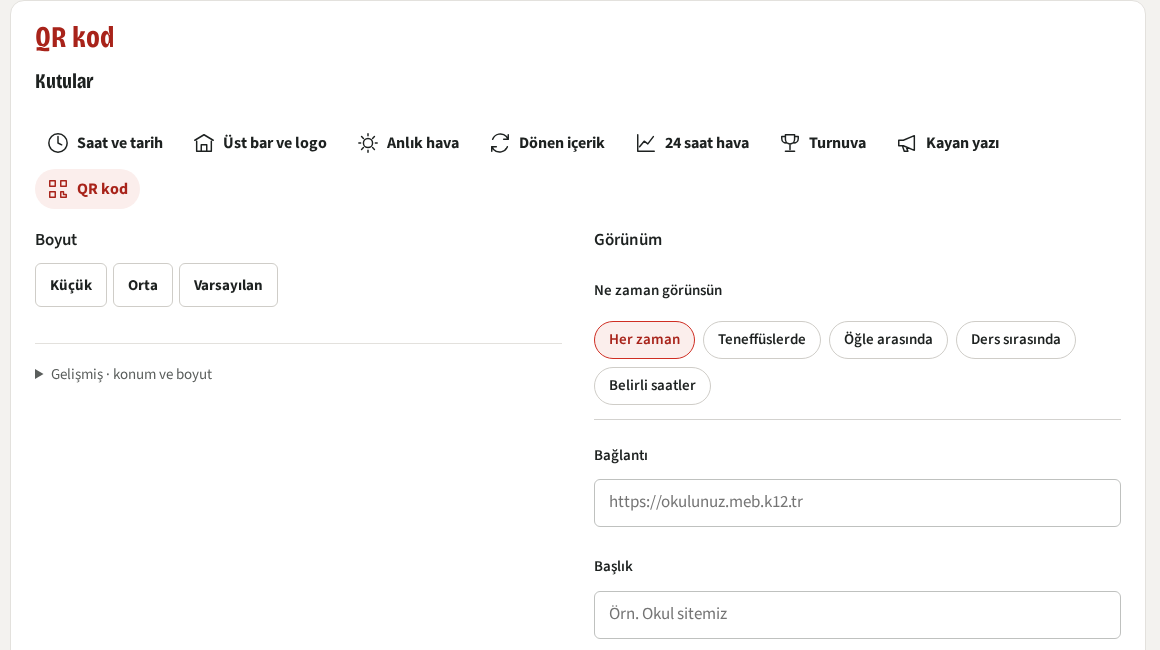 QR kod
Kutular
Saat ve tarih
Üst bar ve logo
Anlık hava
Dönen içerik
24 saat hava
Turnuva
Kayan yazı
QR kod
Boyut
Küçük
Orta
Varsayılan
Gelişmiş · konum ve boyut
Görünüm
Ne zaman görünsün
Her zaman
Teneffüslerde
Öğle arasında
Ders sırasında
Belirli saatler
Bağlantı
https://okulunuz.meb.k12.tr
Başlık
Örn. Okul sitemiz